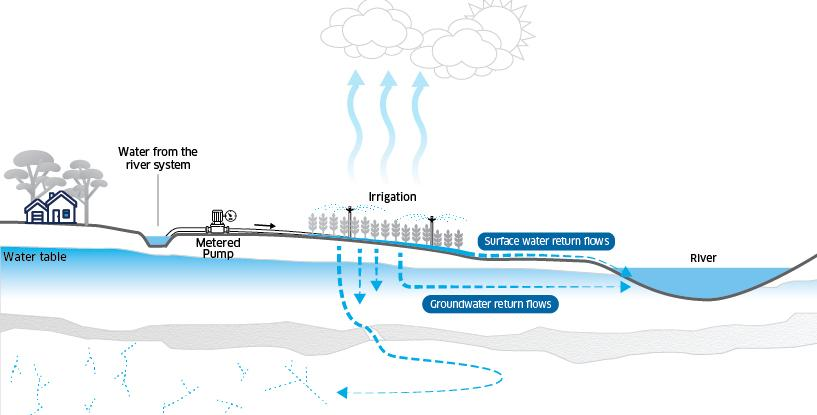 Water from the
river system
Irrigation
Metered
Pump
Surface water return flows
River
Water table
Groundwater return flows